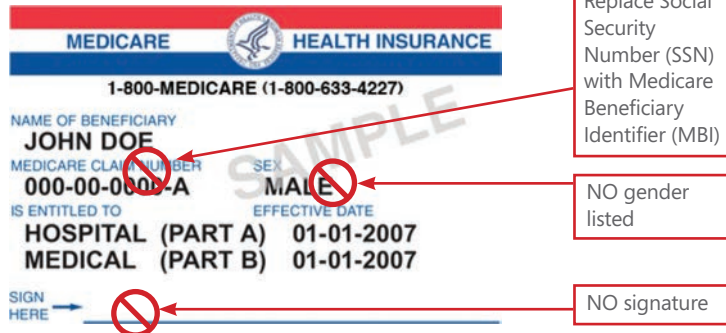 MEDICARE HEALTH INSURANCE
1-800-MEDICARE (1-800-633-4227)
SAMPLE
NAME OF BENEFICIARY
JOHN DOE
MEDICARE CLAIM NUMBER SEX
000-00-0000-A MALE
IS ENTITLED TO EFFECTIVE DATE
HOSPITAL (PART A) 01-01-2007
MEDICAL (PART B) 01-01-2007
SIGN
HERE
Replace Social
Security
Number (SSN)
with Medicare
Beneficiary
Identifier (MBI)
NO gender
listed
NO signature